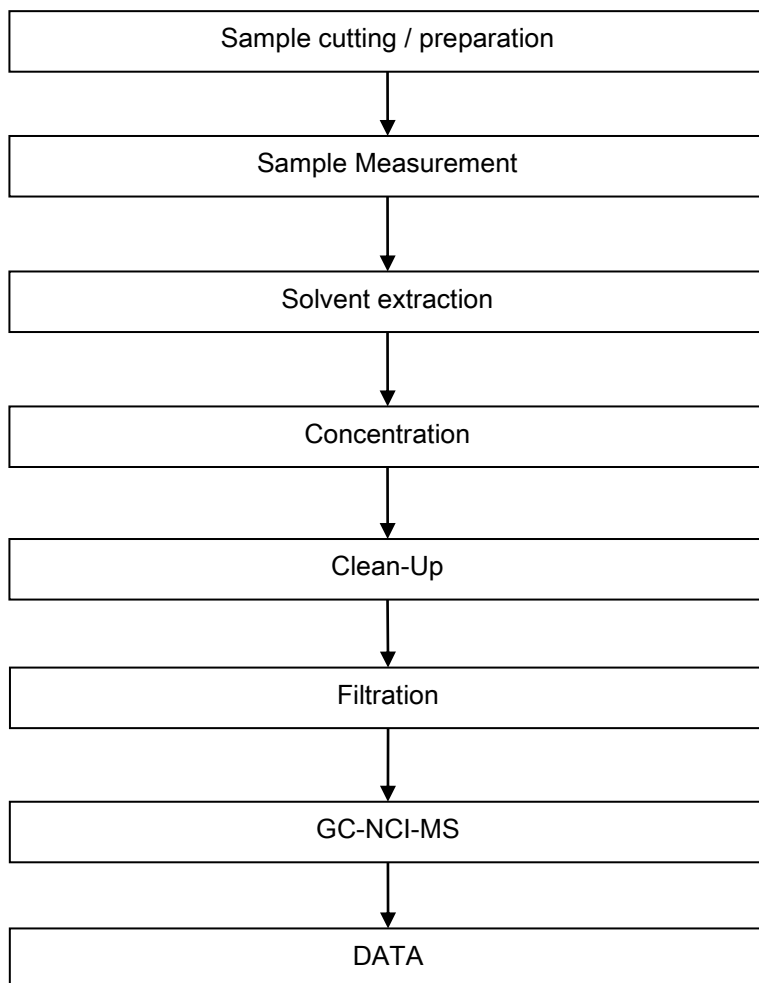 Sample cutting / preparation
Sample Measurement
Solvent extraction
Concentration
Clean-Up
Filtration
GC-NCI-MS
DATA